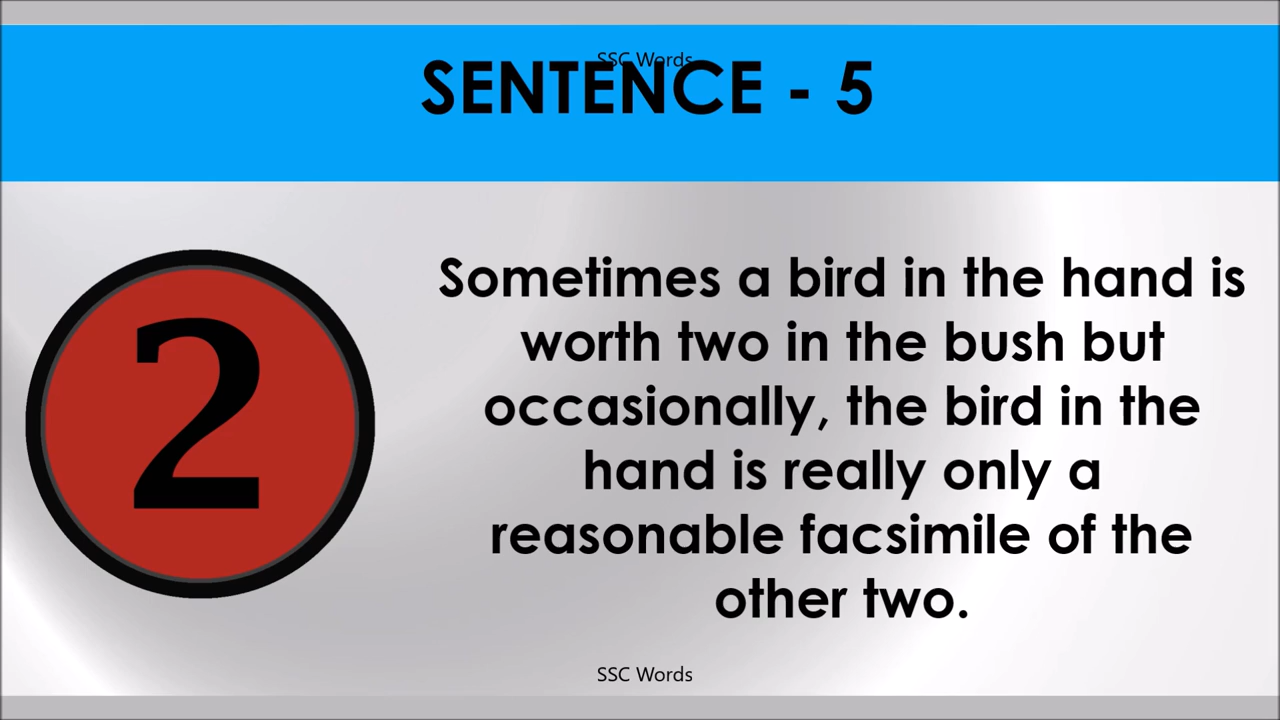 SSC Words
SENTENCE - 5
2
Sometimes a bird in the hand is
worth two in the bush but
occasionally, the bird in the
hand is really only a
reasonable facsimile of the
other two.
SSC Words